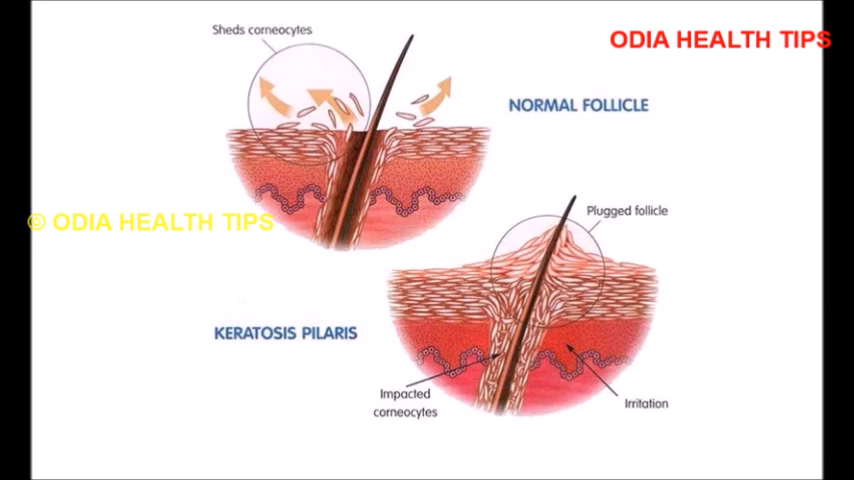 Sheds corneocytes
ODIA HEALTH TIPS
NORMAL FOLLICLE
Plugged follicle
© ODIA HEALTH TIPS
KERATOSIS PILARIS
Impacted
corneocytes
Irritation